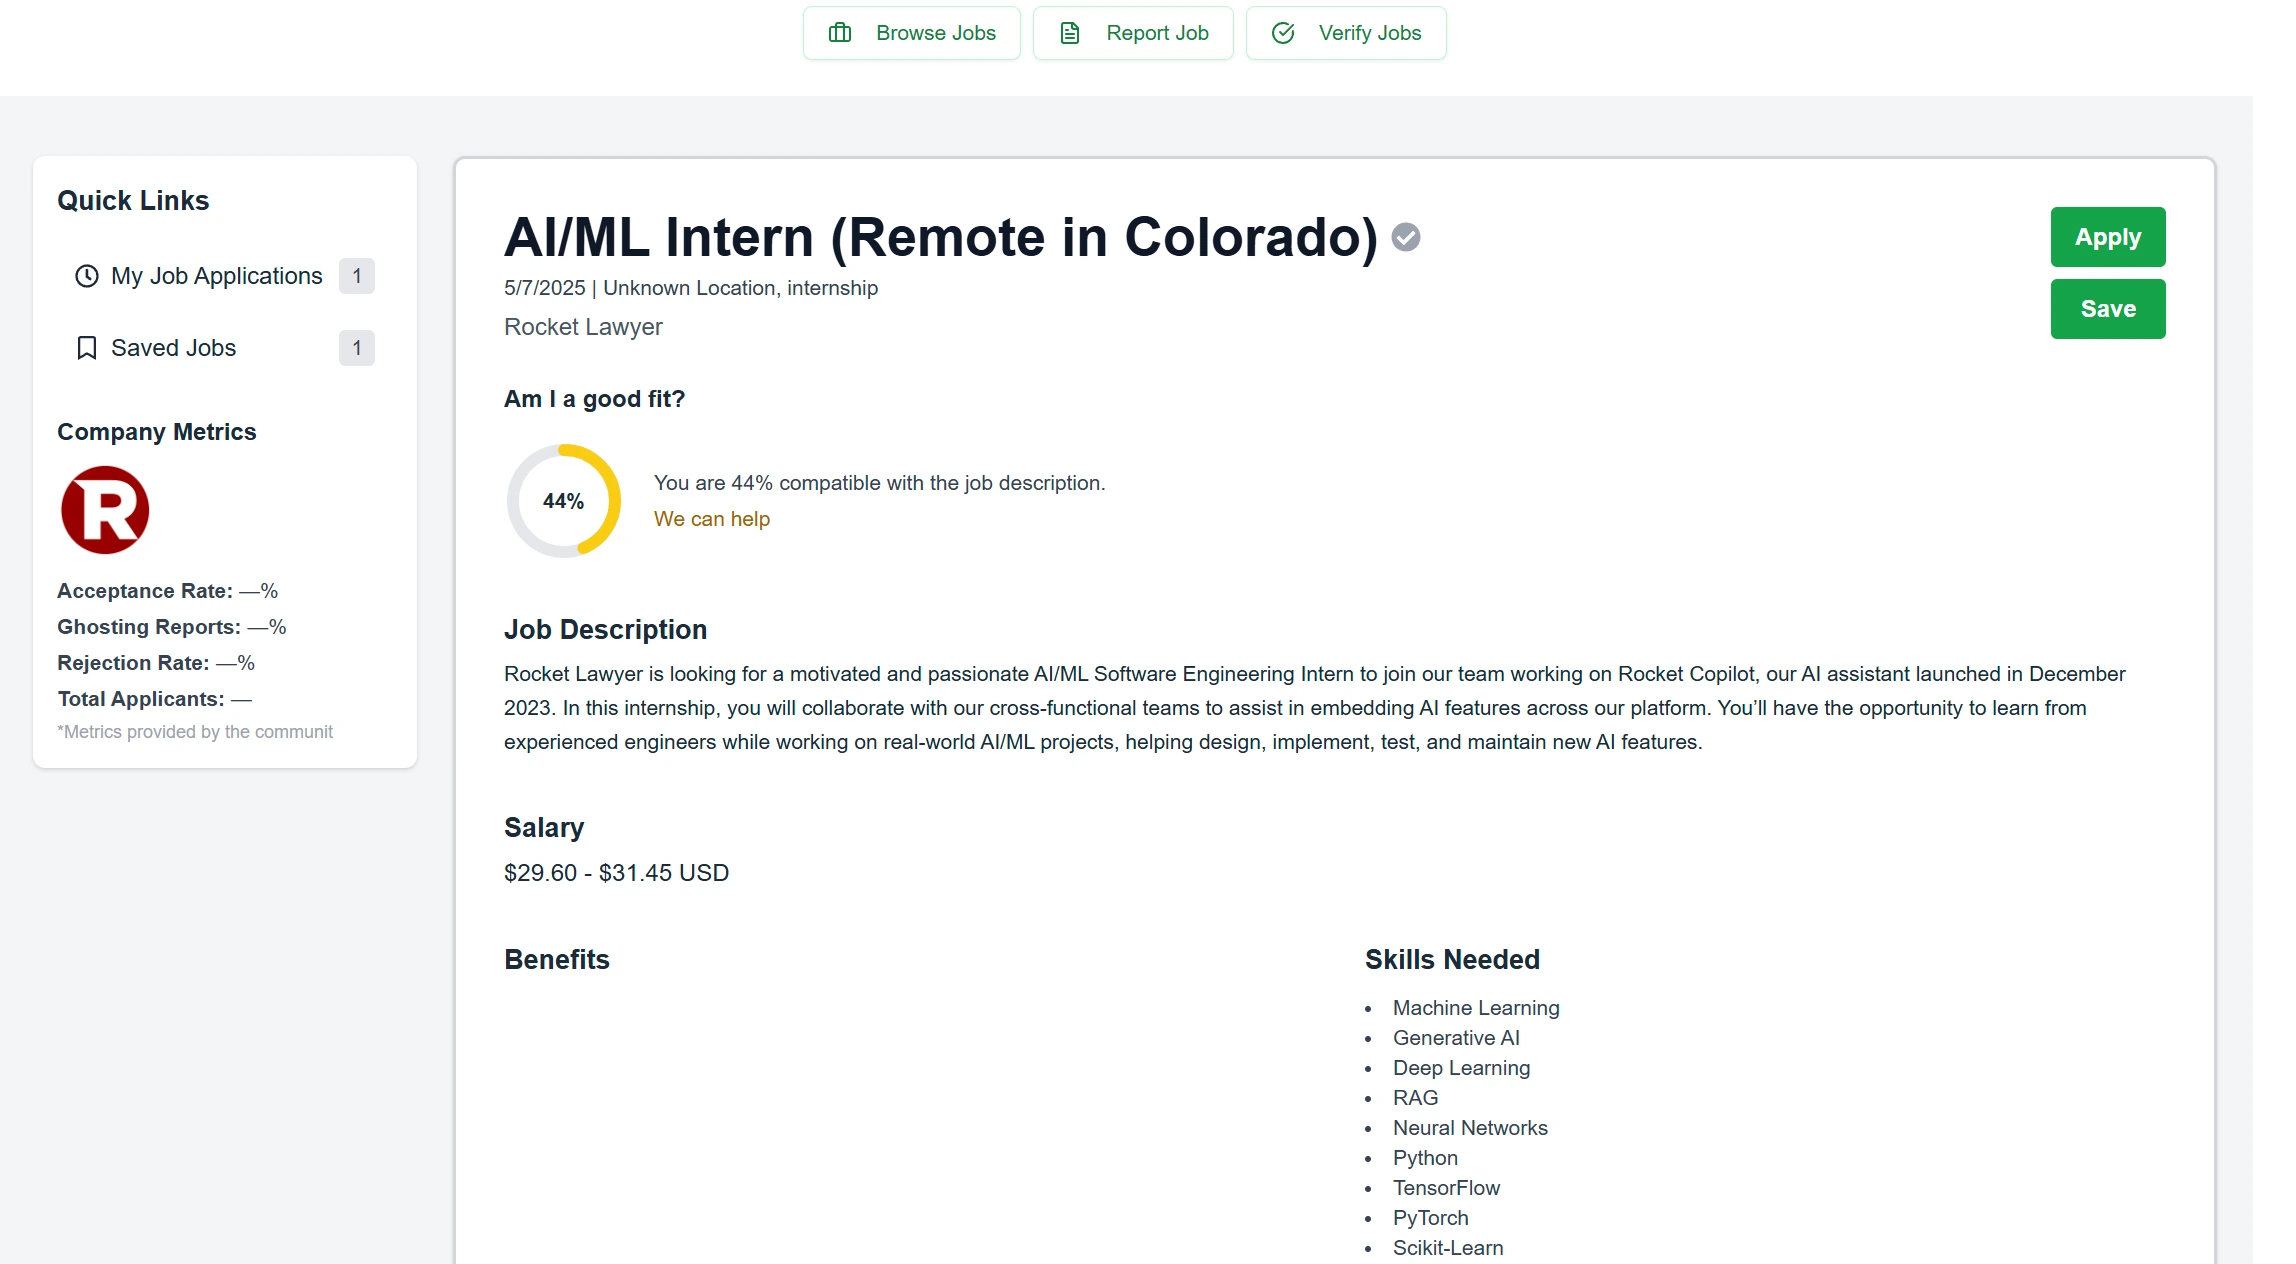 Browse Jobs
Report Job
Verify Jobs
Quick Links
My Job Applications 1
Saved Jobs 1
Company Metrics
R
Acceptance Rate: —%
Ghosting Reports: —%
Rejection Rate: —%
Total Applicants: —
*Metrics provided by the communit
AI/ML Intern (Remote in Colorado)
5/7/2025 | Unknown Location, internship
Rocket Lawyer
Apply
Save
Am I a good fit?
44%
You are 44% compatible with the job description.
We can help
Job Description
Rocket Lawyer is looking for a motivated and passionate AI/ML Software Engineering Intern to join our team working on Rocket Copilot, our AI assistant launched in December
2023. In this internship, you will collaborate with our cross-functional teams to assist in embedding AI features across our platform. You’ll have the opportunity to learn from
experienced engineers while working on real-world AI/ML projects, helping design, implement, test, and maintain new AI features.
Salary
$29.60 - $31.45 USD
Benefits
Skills Needed
• Machine Learning
• Generative AI
• Deep Learning
• RAG
• Neural Networks
• Python
• TensorFlow
• PyTorch
• Scikit-Learn